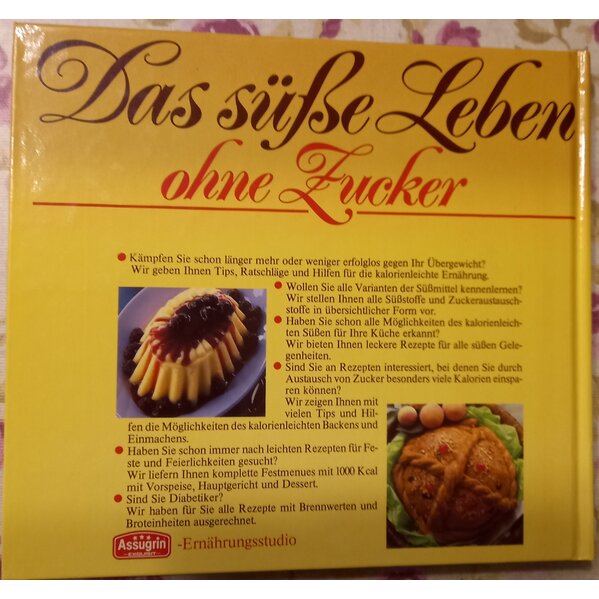 Das süße Leben
ohne Zucker
● Kämpfen Sie schon länger mehr oder weniger erfolglos gegen Ihr Übergewicht?
Wir geben Ihnen Tips, Ratschläge und Hilfen für die kalorienleichte Ernährung.
● Wollen Sie alle Varianten der Süßmittel kennenlernen?
Wir stellen Ihnen alle Süßstoffe und Zuckeraustausch-
stoffe in übersichtlicher Form vor.
● Haben Sie schon alle Möglichkeiten des kalorienleich-
ten Süßen für Ihre Küche erkannt?
Wir bieten Ihnen leckere Rezepte für alle süßen Gele-
genheiten.
● Sind Sie an Rezepten interessiert, bei denen Sie durch
Austausch von Zucker besonders viele Kalorien einspa-
ren können?
Wir zeigen Ihnen mit
vielen Tips und Hil-
fen die Möglichkeiten des kalorienleichten Backens und
Einmachens.
● Haben Sie schon immer nach leichten Rezepten für Fe-
ste und Feierlichkeiten gesucht?
Wir liefern Ihnen komplette Festmenues mit 1000 Kcal
mit Vorspeise, Hauptgericht und Dessert.
● Sind Sie Diabetiker?
Wir haben für Sie alle Rezepte mit Brennwerten und
Broteinheiten ausgerechnet.
Assugrin
EXQUISIT
-Ernährungsstudio